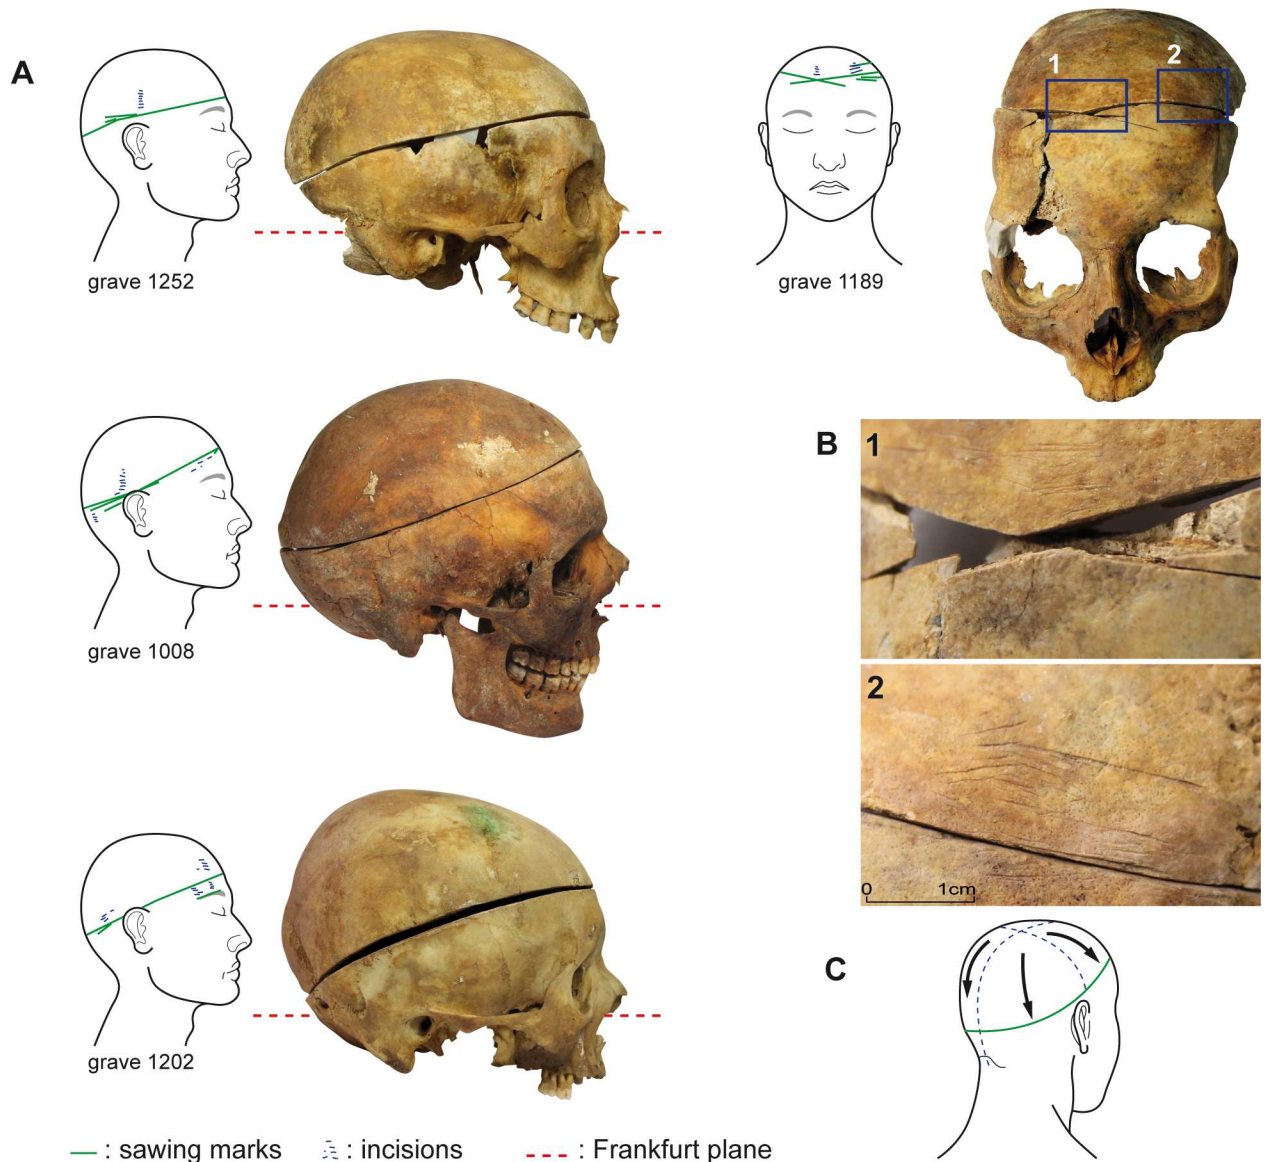 A
grave 1252
grave 1189
1
2
grave 1008
B
1
2
0 1cm
grave 1202
C
: sawing marks : incisions : Frankfurt plane